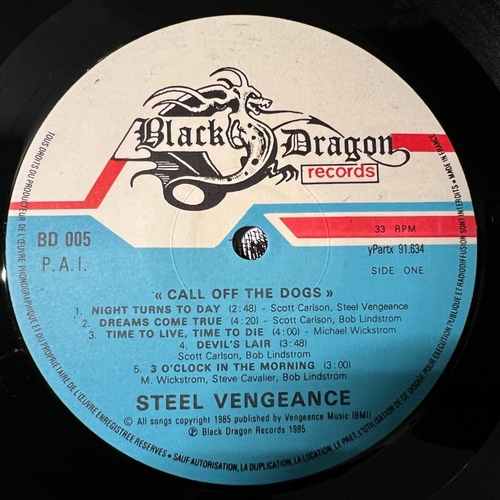 Black Dragon
records
BD 005
P.A.I.
33 RPM
yPartx 91.634
SIDE ONE
« CALL OFF THE DOGS »
1. NIGHT TURNS TO DAY (2:48) - Scott Carlson, Steel Vengeance
2. DREAMS COME TRUE (4:20) - Scott Carlson, Bob Lindstrom
3. TIME TO LIVE, TIME TO DIE (4:00) - Michael Wickstrom
4. DEVIL'S LAIR (3:48)
Scott Carlson, Bob Lindstrom
5. 3 O'CLOCK IN THE MORNING (3:00)
M. Wickstrom, Steve Cavalier, Bob Lindstrom
STEEL VENGEANCE
© All songs copyright 1985 published by Vengeance Music (BMI)
℗ Black Dragon Records 1985
TOUS DROITS DU PRODUCTEUR DE L'ŒUVRE PHONOGRAPHIQUE ET DU PROPRIETAIRE DE L'ŒUVRE ENREGISTREE RESERVES • SAUF AUTORISATION, LA DUPLICATION, LA LOCATION, LE PRET, L'UTILISATION DE CE DISQUE POUR EXECUTION PUBLIQUE ET RADIODIFFUSION SONT INTERDITES • MADE IN FRANCE